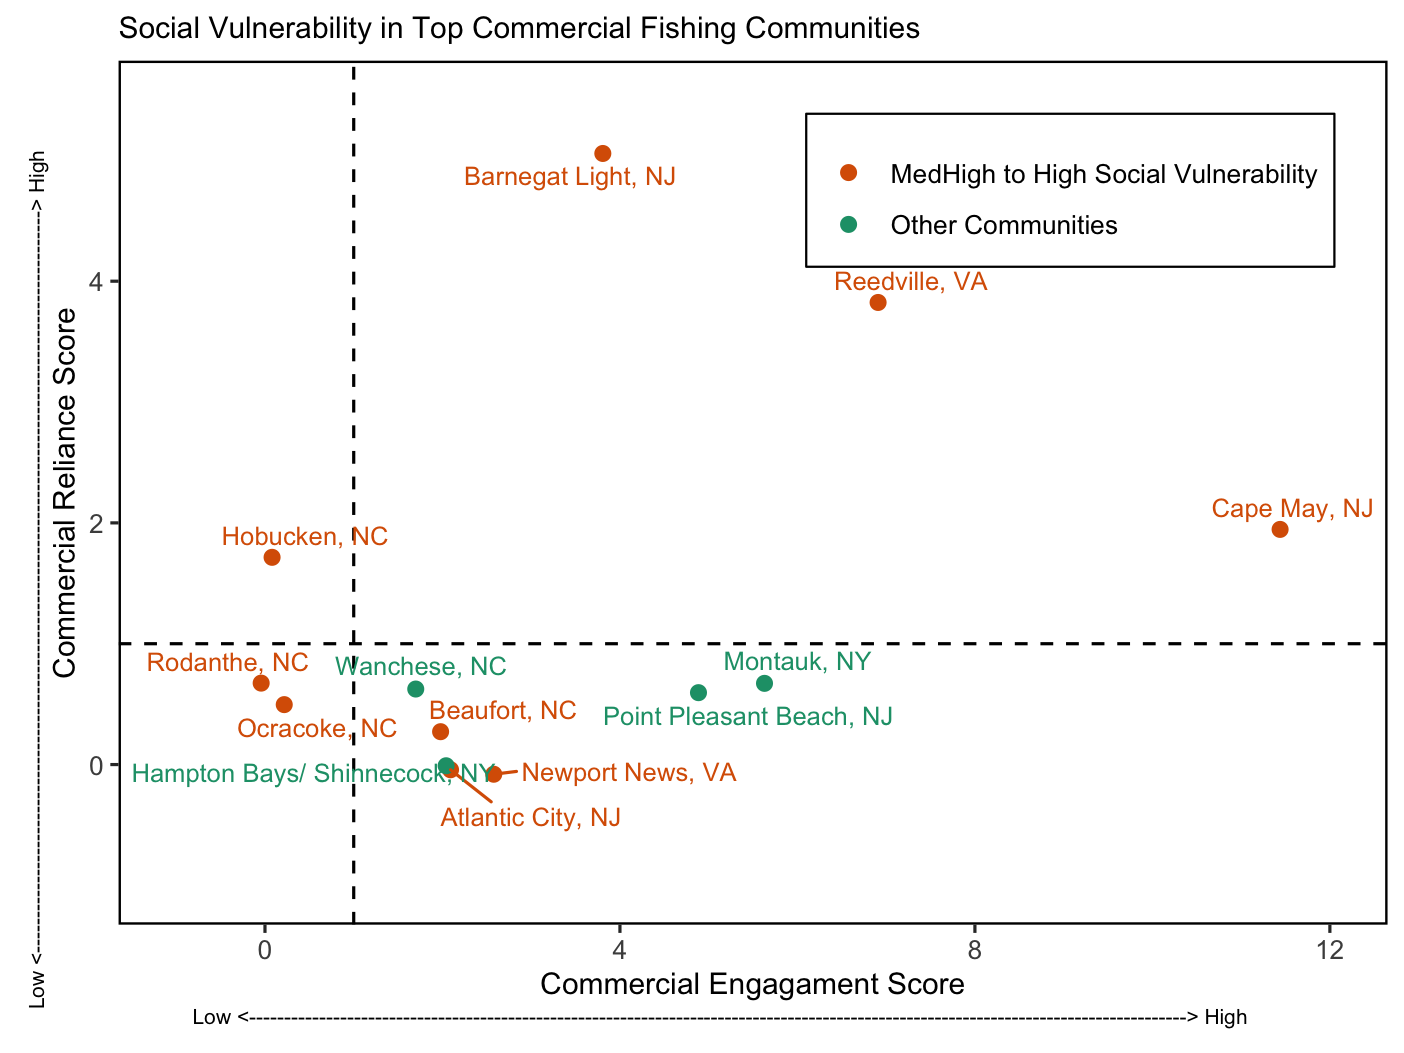 Social Vulnerability in Top Commercial Fishing Communities
MedHigh to High Social Vulnerability
Other Communities
Barnegat Light, NJ
Reedville, VA
Cape May, NJ
Hobucken, NC
Rodanthe, NC
Wanchese, NC
Montauk, NY
Ocracoke, NC
Beaufort, NC
Point Pleasant Beach, NJ
Hampton Bays/ Shinnecock, NY
Newport News, VA
Atlantic City, NJ
4
2
0
Commercial Reliance Score
Low <-----------------------------------------------------------------------------------------------> High
0 4 8 12
Commercial Engagament Score
Low <-----------------------------------------------------------------------------------------------------------------------------------> High